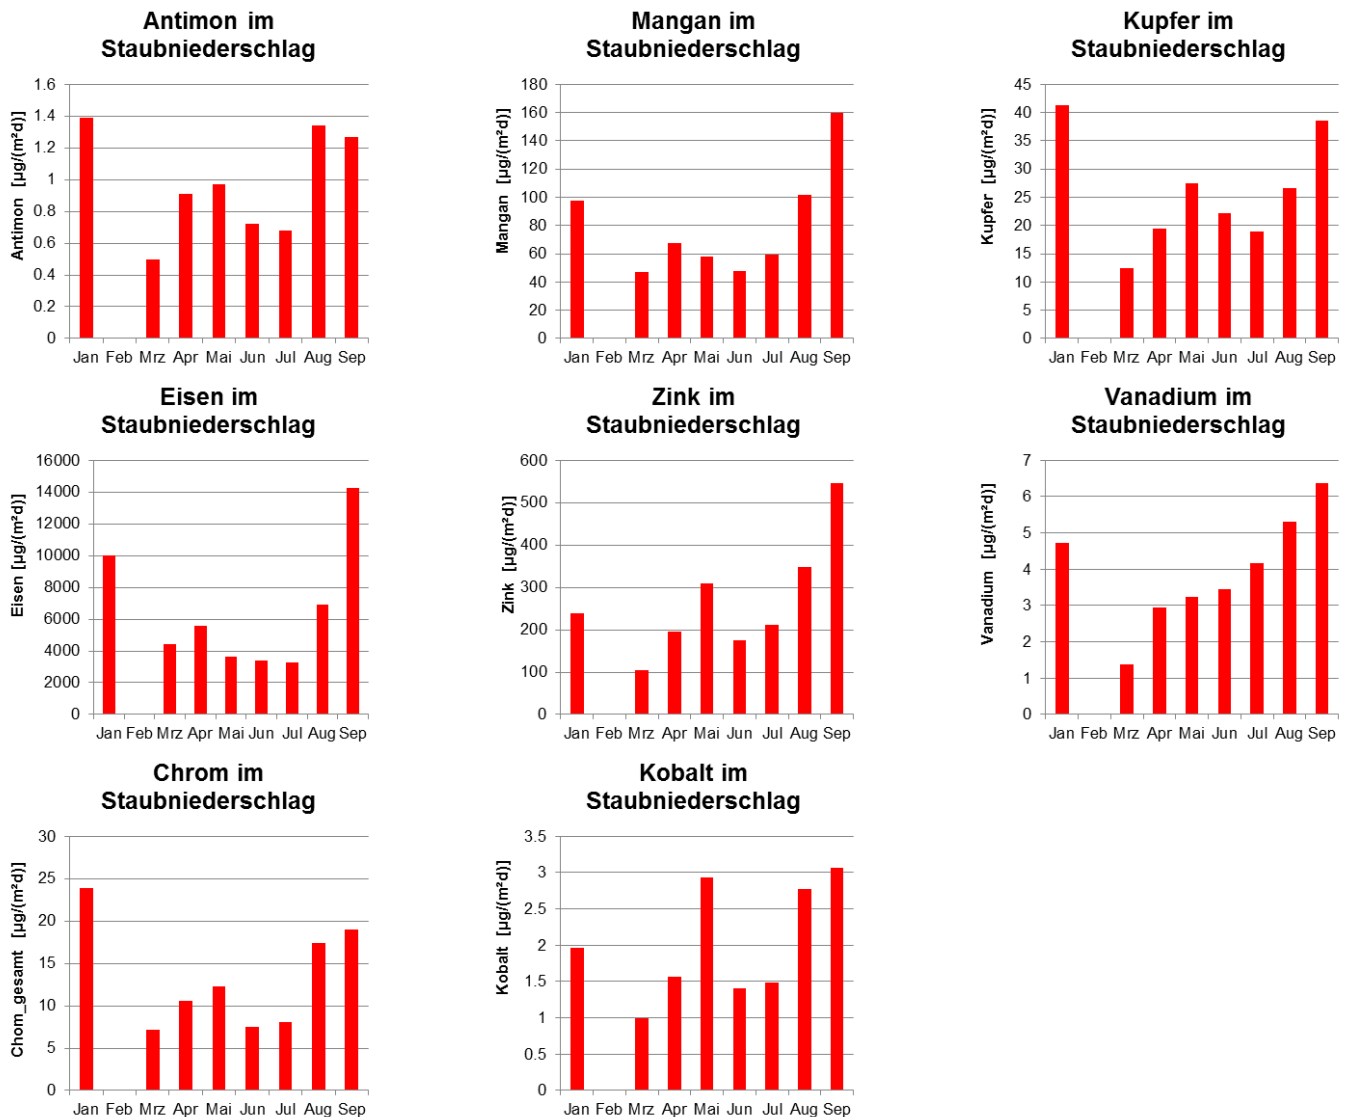 Antimon im
Staubniederschlag
Antimon [µg/(m²d)]
1.6
1.4
1.2
1
0.8
0.6
0.4
0.2
0
Jan Feb Mrz Apr Mai Jun Jul Aug Sep
Mangan im
Staubniederschlag
Mangan [µg/(m²d)]
180
160
140
120
100
80
60
40
20
0
Jan Feb Mrz Apr Mai Jun Jul Aug Sep
Kupfer im
Staubniederschlag
Kupfer [µg/(m²d)]
45
40
35
30
25
20
15
10
5
0
Jan Feb Mrz Apr Mai Jun Jul Aug Sep
Eisen im
Staubniederschlag
Eisen [µg/(m²d)]
16000
14000
12000
10000
8000
6000
4000
2000
0
Jan Feb Mrz Apr Mai Jun Jul Aug Sep
Zink im
Staubniederschlag
Zink [µg/(m²d)]
600
500
400
300
200
100
0
Jan Feb Mrz Apr Mai Jun Jul Aug Sep
Vanadium im
Staubniederschlag
Vanadium [µg/(m²d)]
7
6
5
4
3
2
1
0
Jan Feb Mrz Apr Mai Jun Jul Aug Sep
Chrom im
Staubniederschlag
Chom_gesamt [µg/(m²d)]
30
25
20
15
10
5
0
Jan Feb Mrz Apr Mai Jun Jul Aug Sep
Kobalt im
Staubniederschlag
Kobalt [µg/(m²d)]
3.5
3
2.5
2
1.5
1
0.5
0
Jan Feb Mrz Apr Mai Jun Jul Aug Sep